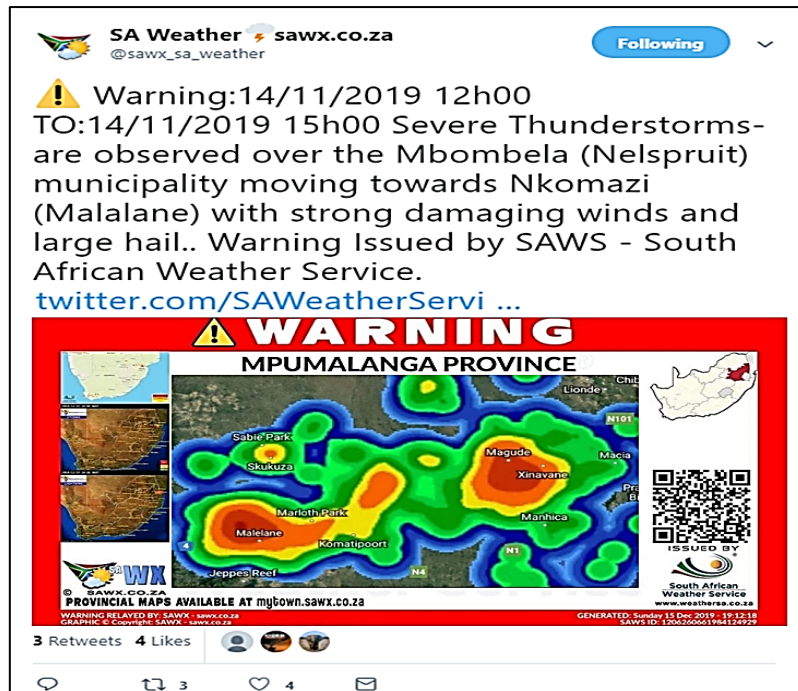 SA Weather sawx.co.za
@sawx_sa_weather
Following
Warning:14/11/2019 12h00
TO:14/11/2019 15h00 Severe Thunderstorms-
are observed over the Mbombela (Nelspruit)
municipality moving towards Nkomazi
(Malalane) with strong damaging winds and
large hail.. Warning Issued by SAWS - South
African Weather Service.
twitter.com/SAWeatherServi ...
WARNING
MPUMALANGA PROVINCE
Lionde
Chib
N101
Sabie Park
Skukuza
Magude
Macia
Xinavane
Marloth Park
Manhica
Malelane
Komatipoort
4
N1
Jeppes Reef
N4
ISSUED BY
South African
Weather Service
www.weathersa.co.za
SA WX
© SAWX.CO.ZA
PROVINCIAL MAPS AVAILABLE AT mytown.sawx.co.za
WARNING RELAYED BY: SAWX - sawx.co.za
GRAPHIC © Copyright: SAWX - sawx.co.za
GENERATED: Sunday 15 Dec 2019 - 19:12:18
SAWS ID: 1206260661984124929
3 Retweets 4 Likes
3 4